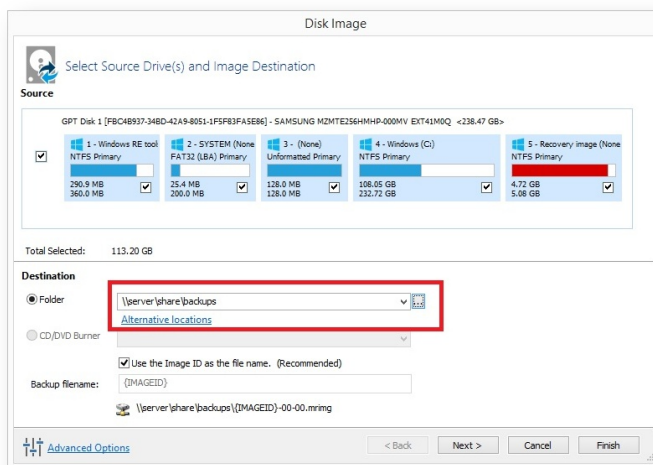 Disk Image
Select Source Drive(s) and Image Destination
Source
GPT Disk 1 [FBC4B937-34BD-42A9-8051-1F5F83FA5E86] - SAMSUNG MZMTE256HMHP-000MV EXT41M0Q <238.47 GB>
1 - Windows RE tool
NTFS Primary
290.9 MB
360.0 MB
2 - SYSTEM (None
FAT32 (LBA) Primary
25.4 MB
200.0 MB
3 - (None)
Unformatted Primary
128.0 MB
128.0 MB
4 - Windows (C:)
NTFS Primary
108.05 GB
232.72 GB
5 - Recovery image (None
NTFS Primary
4.72 GB
5.08 GB
Total Selected: 113.20 GB
Destination
Folder
\\server\share\backups
...
Alternative locations
CD/DVD Burner
Use the Image ID as the file name. (Recommended)
Backup filename: {IMAGEID}
\\server\share\backups\{IMAGEID}-00-00.mrimg
Advanced Options
< Back Next > Cancel Finish